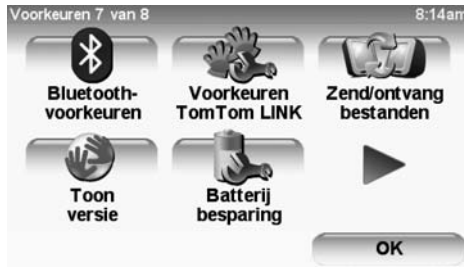 Voorkeuren 7 van 8
8:14am
Bluetooth-
voorkeuren
Voorkeuren
TomTom LINK
Zend/ontvang
bestanden
Toon
versie
Batterij
besparing
OK